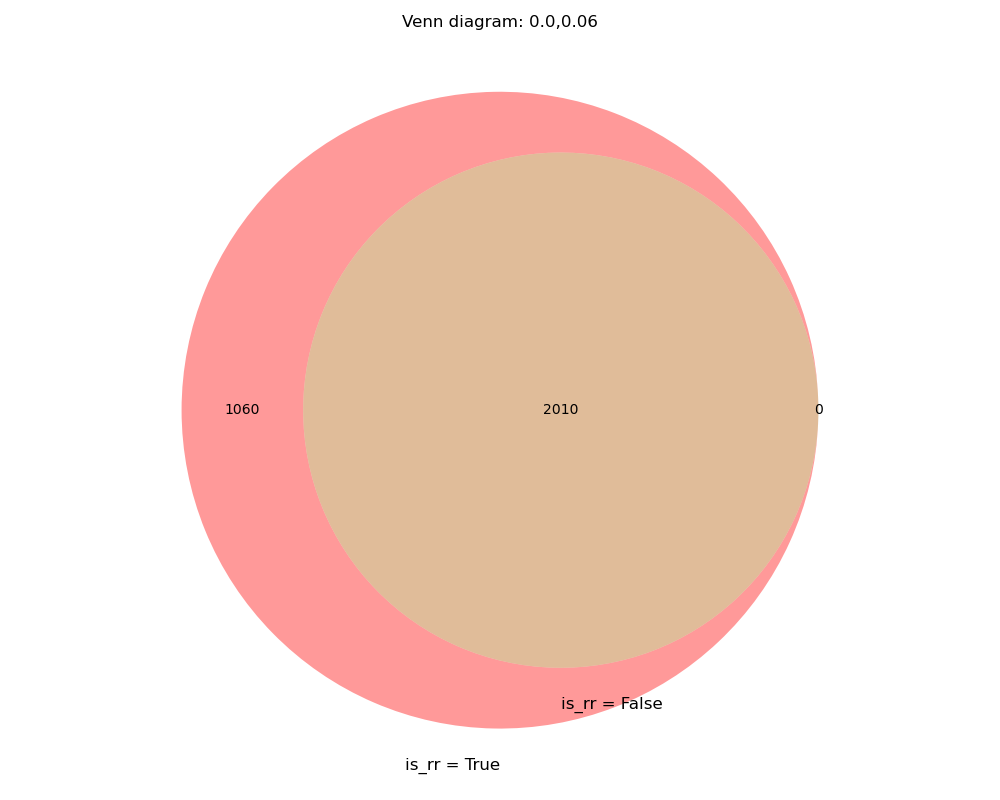 Venn diagram: 0.0,0.06
1060
2010
0
is_rr = False
is_rr = True